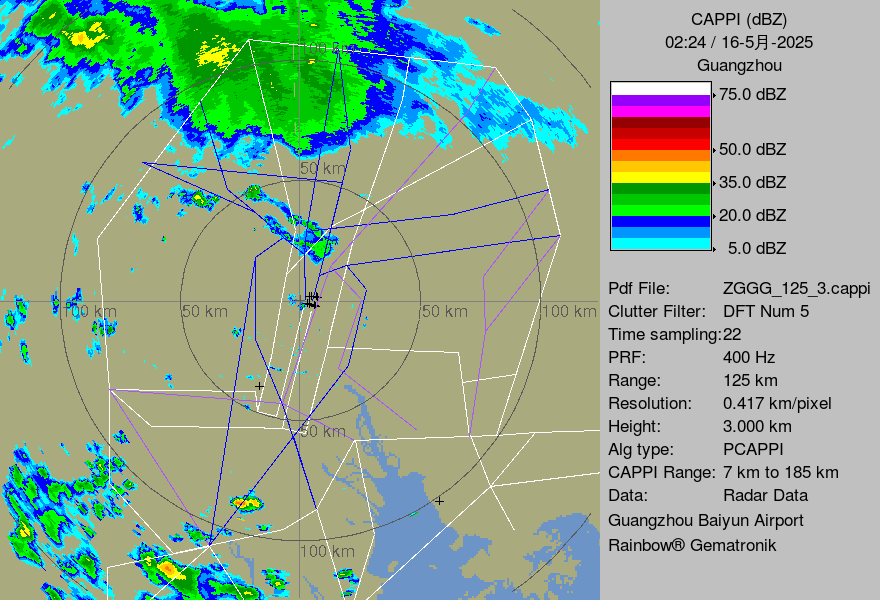 CAPPI (dBZ)
02:24 / 16-5月-2025
Guangzhou
75.0 dBZ
50.0 dBZ
35.0 dBZ
20.0 dBZ
5.0 dBZ
Pdf File: ZGGG_125_3.cappi
Clutter Filter: DFT Num 5
Time sampling:22
PRF: 400 Hz
Range: 125 km
Resolution: 0.417 km/pixel
Height: 3.000 km
Alg type: PCAPPI
CAPPI Range: 7 km to 185 km
Data: Radar Data
Guangzhou Baiyun Airport
Rainbow® Gematronik
100 km
50 km
100 km
50 km
50 km
100 km
50 km
100 km